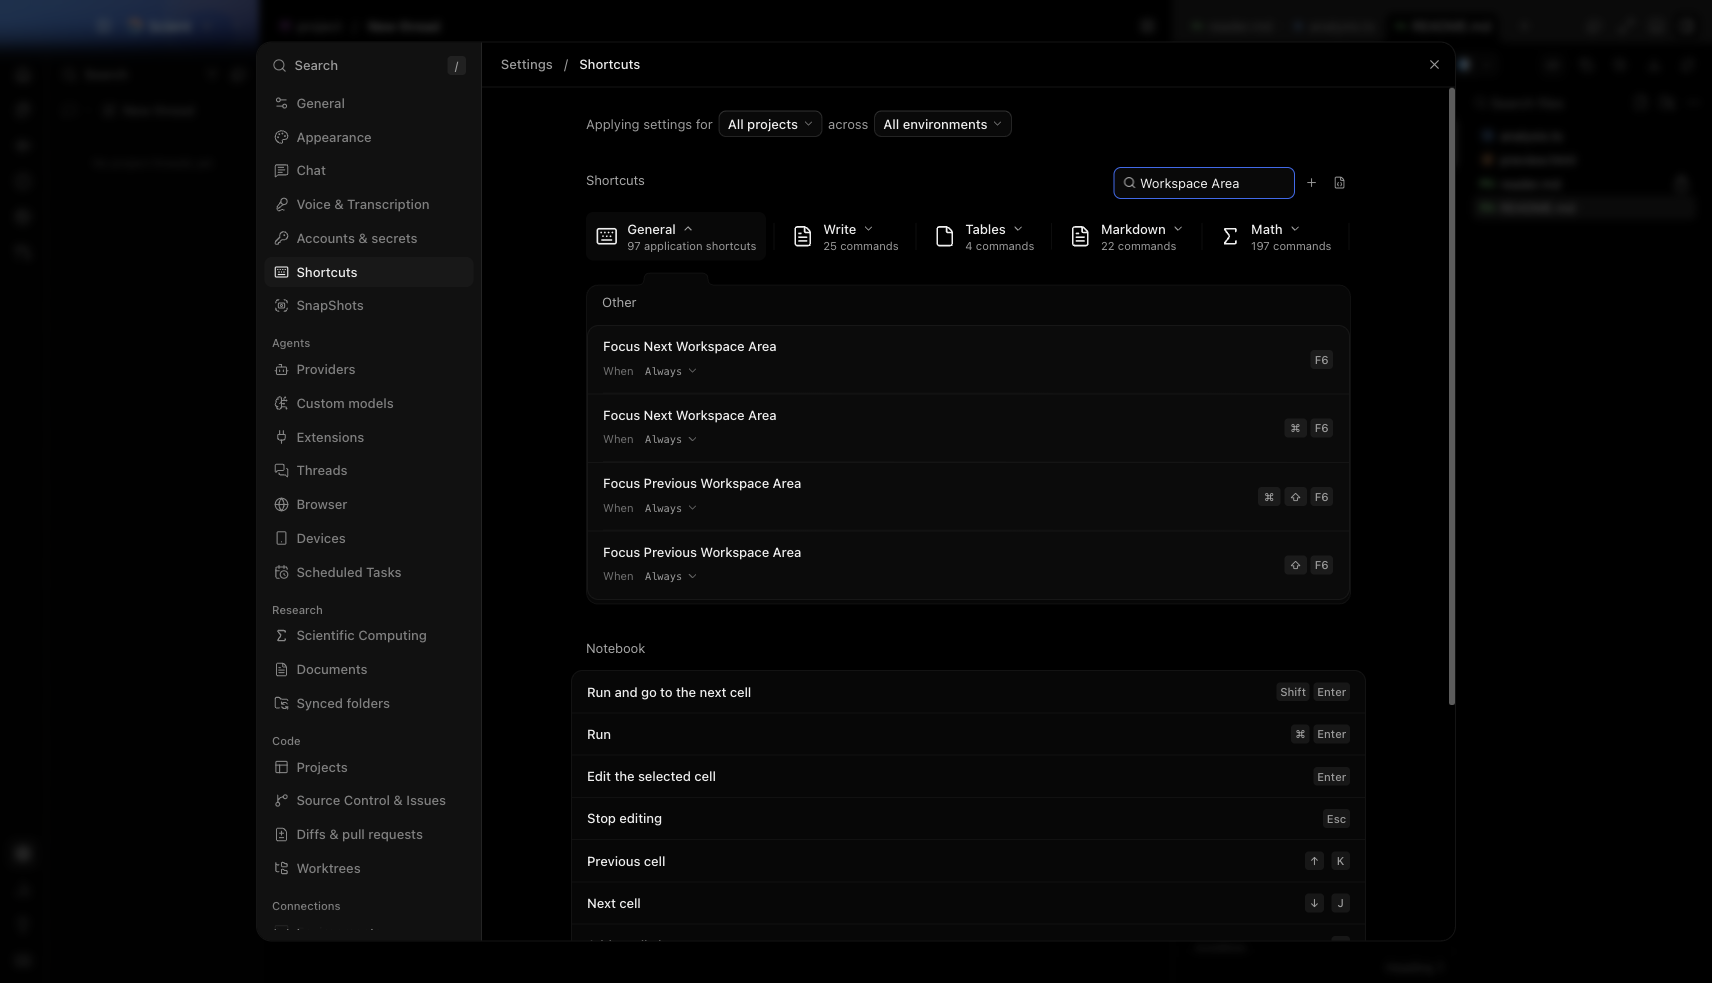 Search /
General
Appearance
Chat
Voice & Transcription
Accounts & secrets
Shortcuts
SnapShots
Agents
Providers
Custom models
Extensions
Threads
Browser
Devices
Scheduled Tasks
Research
Scientific Computing
Documents
Synced folders
Code
Projects
Source Control & Issues
Diffs & pull requests
Worktrees
Connections
Settings / Shortcuts
Applying settings for All projects across All environments
Shortcuts
Workspace Area
General
97 application shortcuts
Write
25 commands
Tables
4 commands
Markdown
22 commands
Math
197 commands
Other
Focus Next Workspace Area
When Always
F6
Focus Next Workspace Area
When Always
⌘ F6
Focus Previous Workspace Area
When Always
⌘ ⇧ F6
Focus Previous Workspace Area
When Always
⇧ F6
Notebook
Run and go to the next cell Shift Enter
Run ⌘ Enter
Edit the selected cell Enter
Stop editing Esc
Previous cell ↑ K
Next cell ↓ J